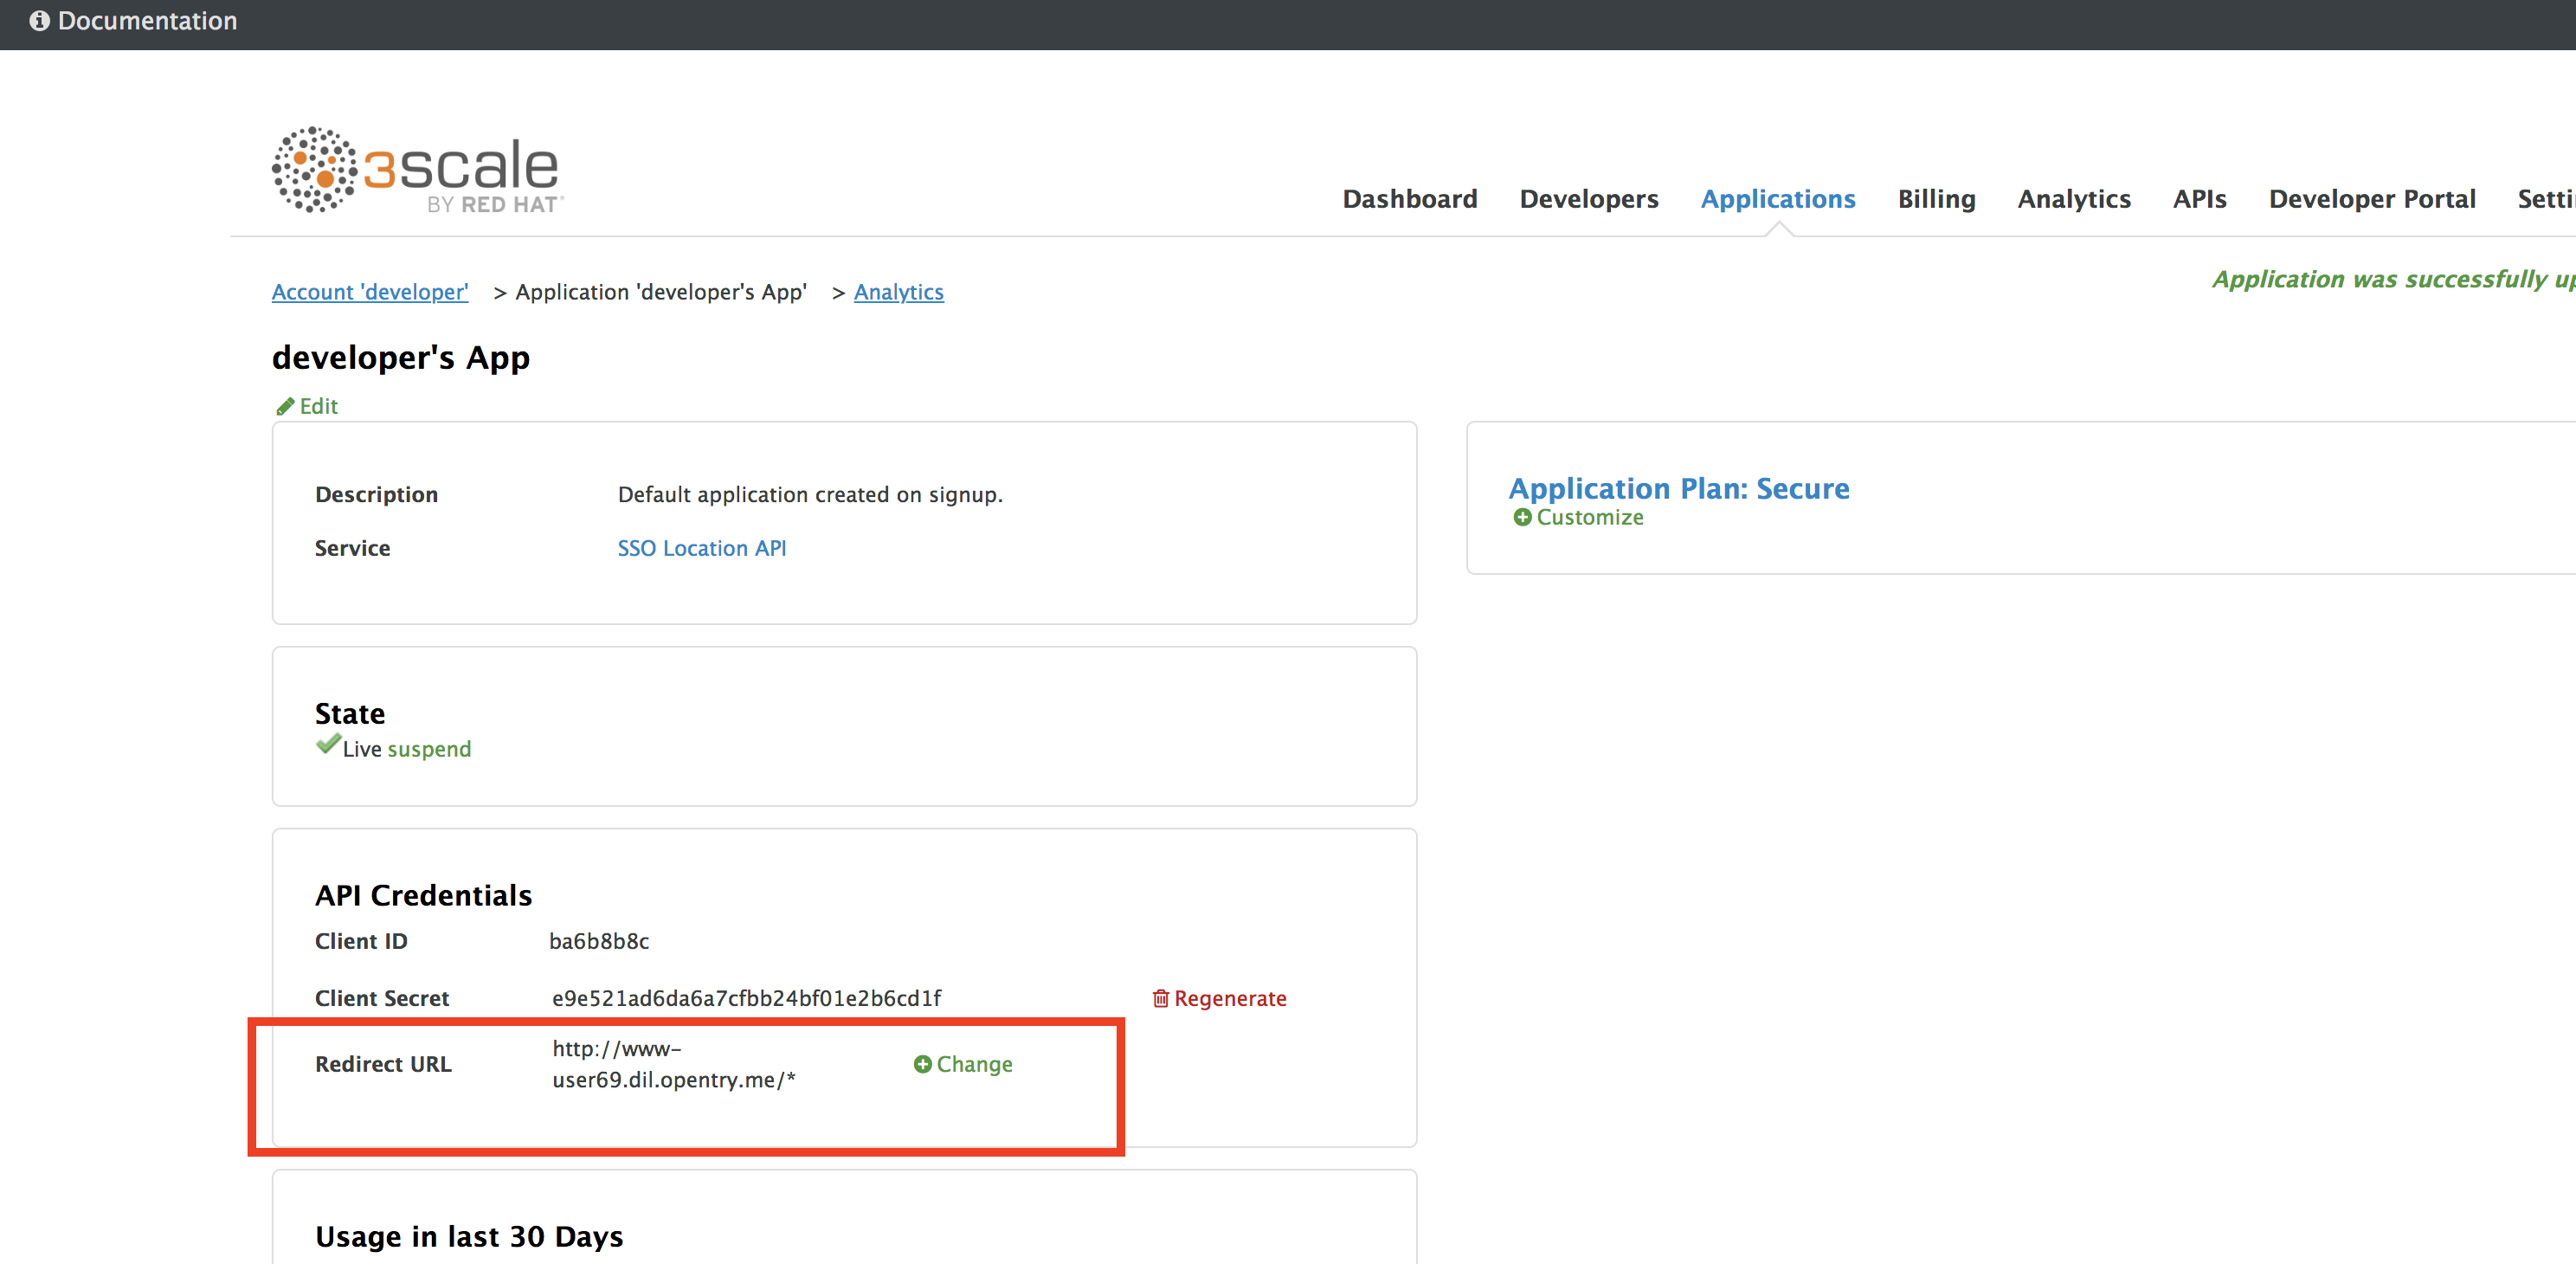 Documentation
3scale
BY RED HAT®
Dashboard Developers Applications Billing Analytics APIs Developer Portal
Account 'developer' > Application 'developer's App' > Analytics
Application was successfully
developer's App
Edit
Description Default application created on signup.
Service SSO Location API
Application Plan: Secure
Customize
State
Live suspend
API Credentials
Client ID ba6b8b8c
Client Secret e9e521ad6da6a7cfbb24bf01e2b6cd1f Regenerate
Redirect URL http://www-
user69.dil.opentry.me/* Change
Usage in last 30 Days